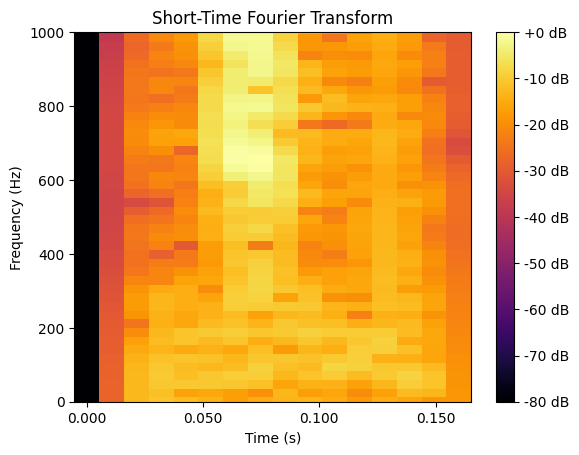 Short-Time Fourier Transform
1000
800
600
400
200
0
Frequency (Hz)
0.000
0.050
0.100
0.150
Time (s)
+0 dB
-10 dB
-20 dB
-30 dB
-40 dB
-50 dB
-60 dB
-70 dB
-80 dB